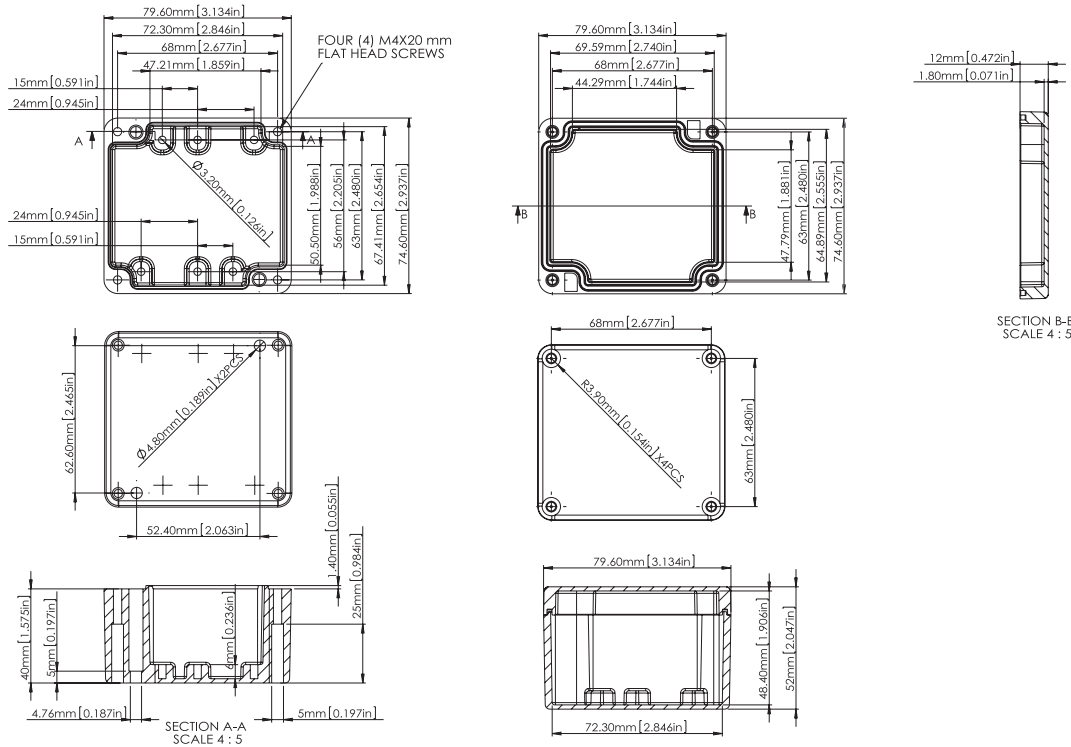 79.60mm[3.134in]
72.30mm[2.846in]
68mm[2.677in]
47.21mm[1.859in]
15mm[0.591in]
24mm[0.945in]
FOUR (4) M4X20 mm
FLAT HEAD SCREWS
A
A
Ø3.20mm[0.126in]
24mm[0.945in]
15mm[0.591in]
50.50mm[1.988in]
56mm[2.205in]
63mm[2.480in]
67.41mm[2.654in]
74.60mm[2.937in]
79.60mm[3.134in]
69.59mm[2.740in]
68mm[2.677in]
44.29mm[1.744in]
B
B
47.79mm[1.881in]
63mm[2.480in]
64.89mm[2.555in]
74.60mm[2.937in]
12mm[0.472in]
1.80mm[0.071in]
SECTION B-B
SCALE 4 : 5
62.60mm[2.465in]
Ø4.80mm[0.189in]X2PCS
52.40mm[2.063in]
68mm[2.677in]
R3.90mm[0.154in]X4PCS
63mm[2.480in]
40mm[1.575in]
5mm[0.197in]
6mm[0.236in]
1.40mm[0.055in]
25mm[0.984in]
4.76mm[0.187in]
5mm[0.197in]
SECTION A-A
SCALE 4 : 5
79.60mm[3.134in]
48.40mm[1.906in]
52mm[2.047in]
72.30mm[2.846in]